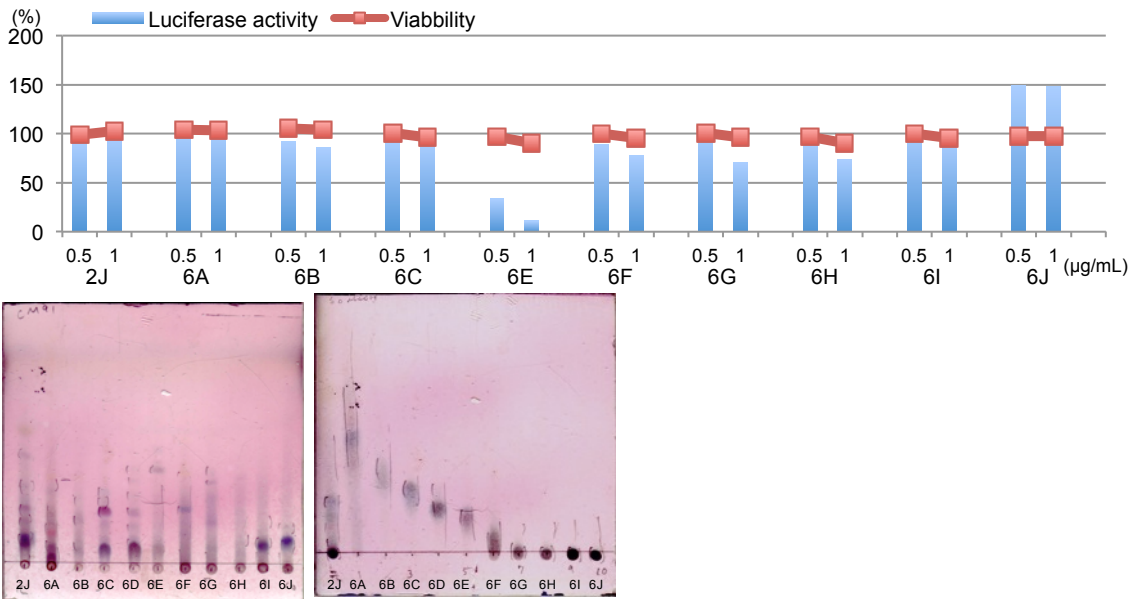 (%) Luciferase activity Viabbility
200
150
100
50
0
0.5 1 0.5 1 0.5 1 0.5 1 0.5 1 0.5 1 0.5 1 0.5 1 0.5 1 0.5 1 (µg/mL)
2J 6A 6B 6C 6E 6F 6G 6H 6I 6J
2J 6A 6B 6C 6D 6E 6F 6G 6H 6I 6J
2J 6A 6B 6C 6D 6E 6F 6G 6H 6I 6J